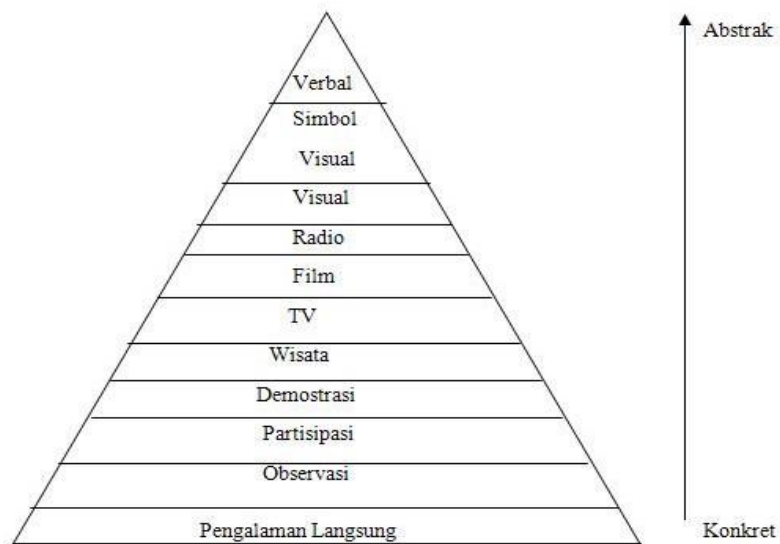 Abstrak
Verbal
Simbol
Visual
Visual
Radio
Film
TV
Wisata
Demostrasi
Partisipasi
Observasi
Pengalaman Langsung
Konkret